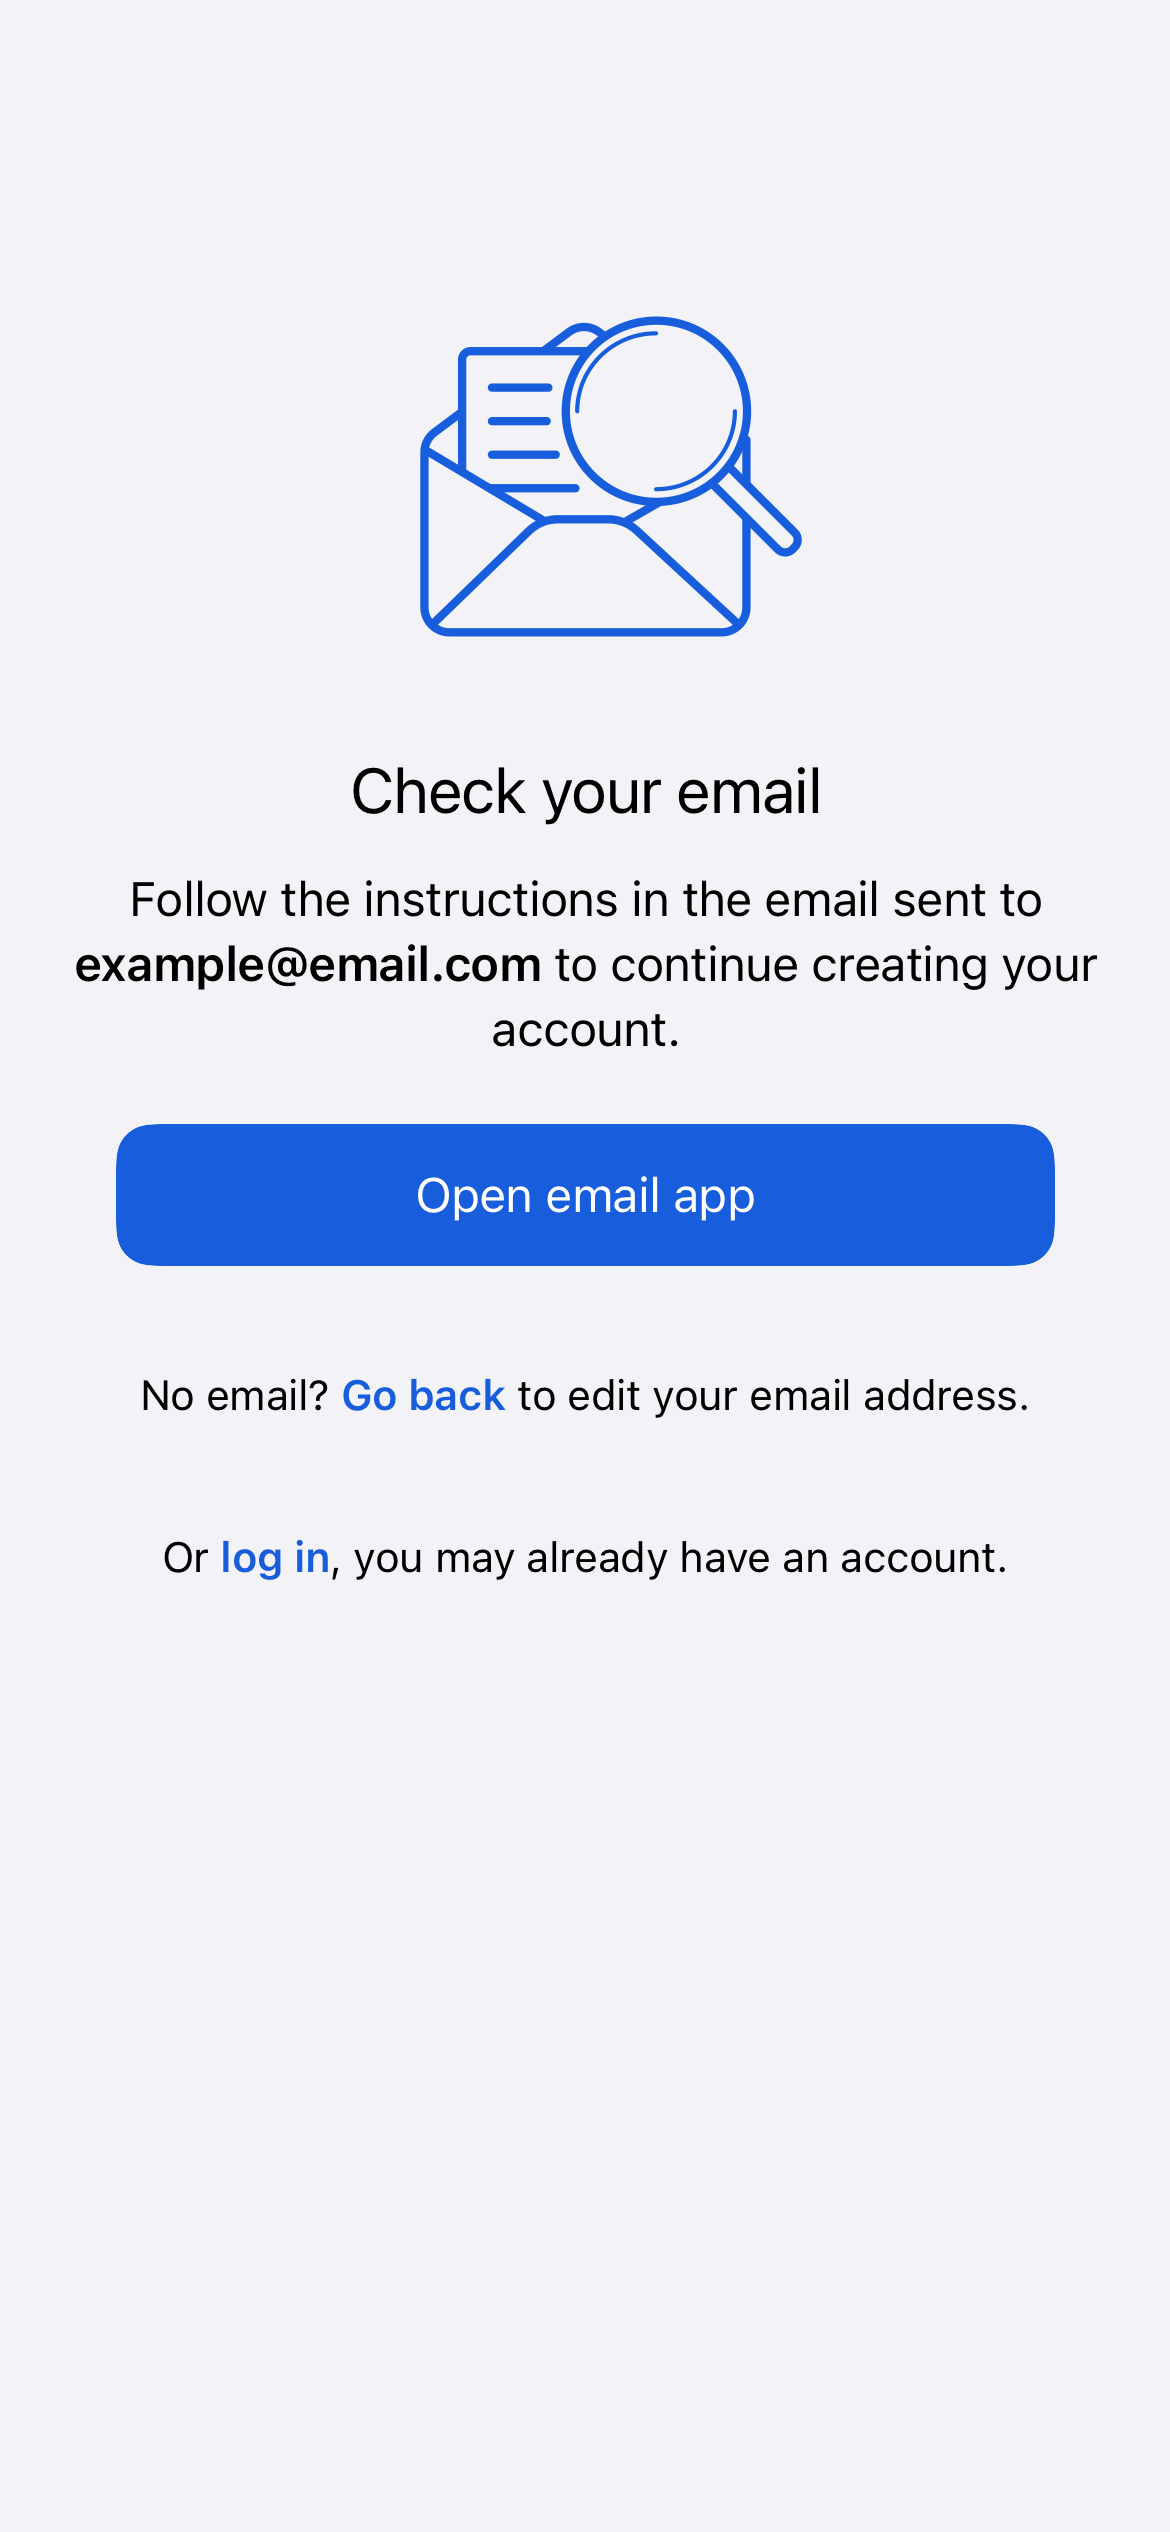 Check your email
Follow the instructions in the email sent to
example@email.com to continue creating your
account.
Open email app
No email? Go back to edit your email address.
Or log in, you may already have an account.